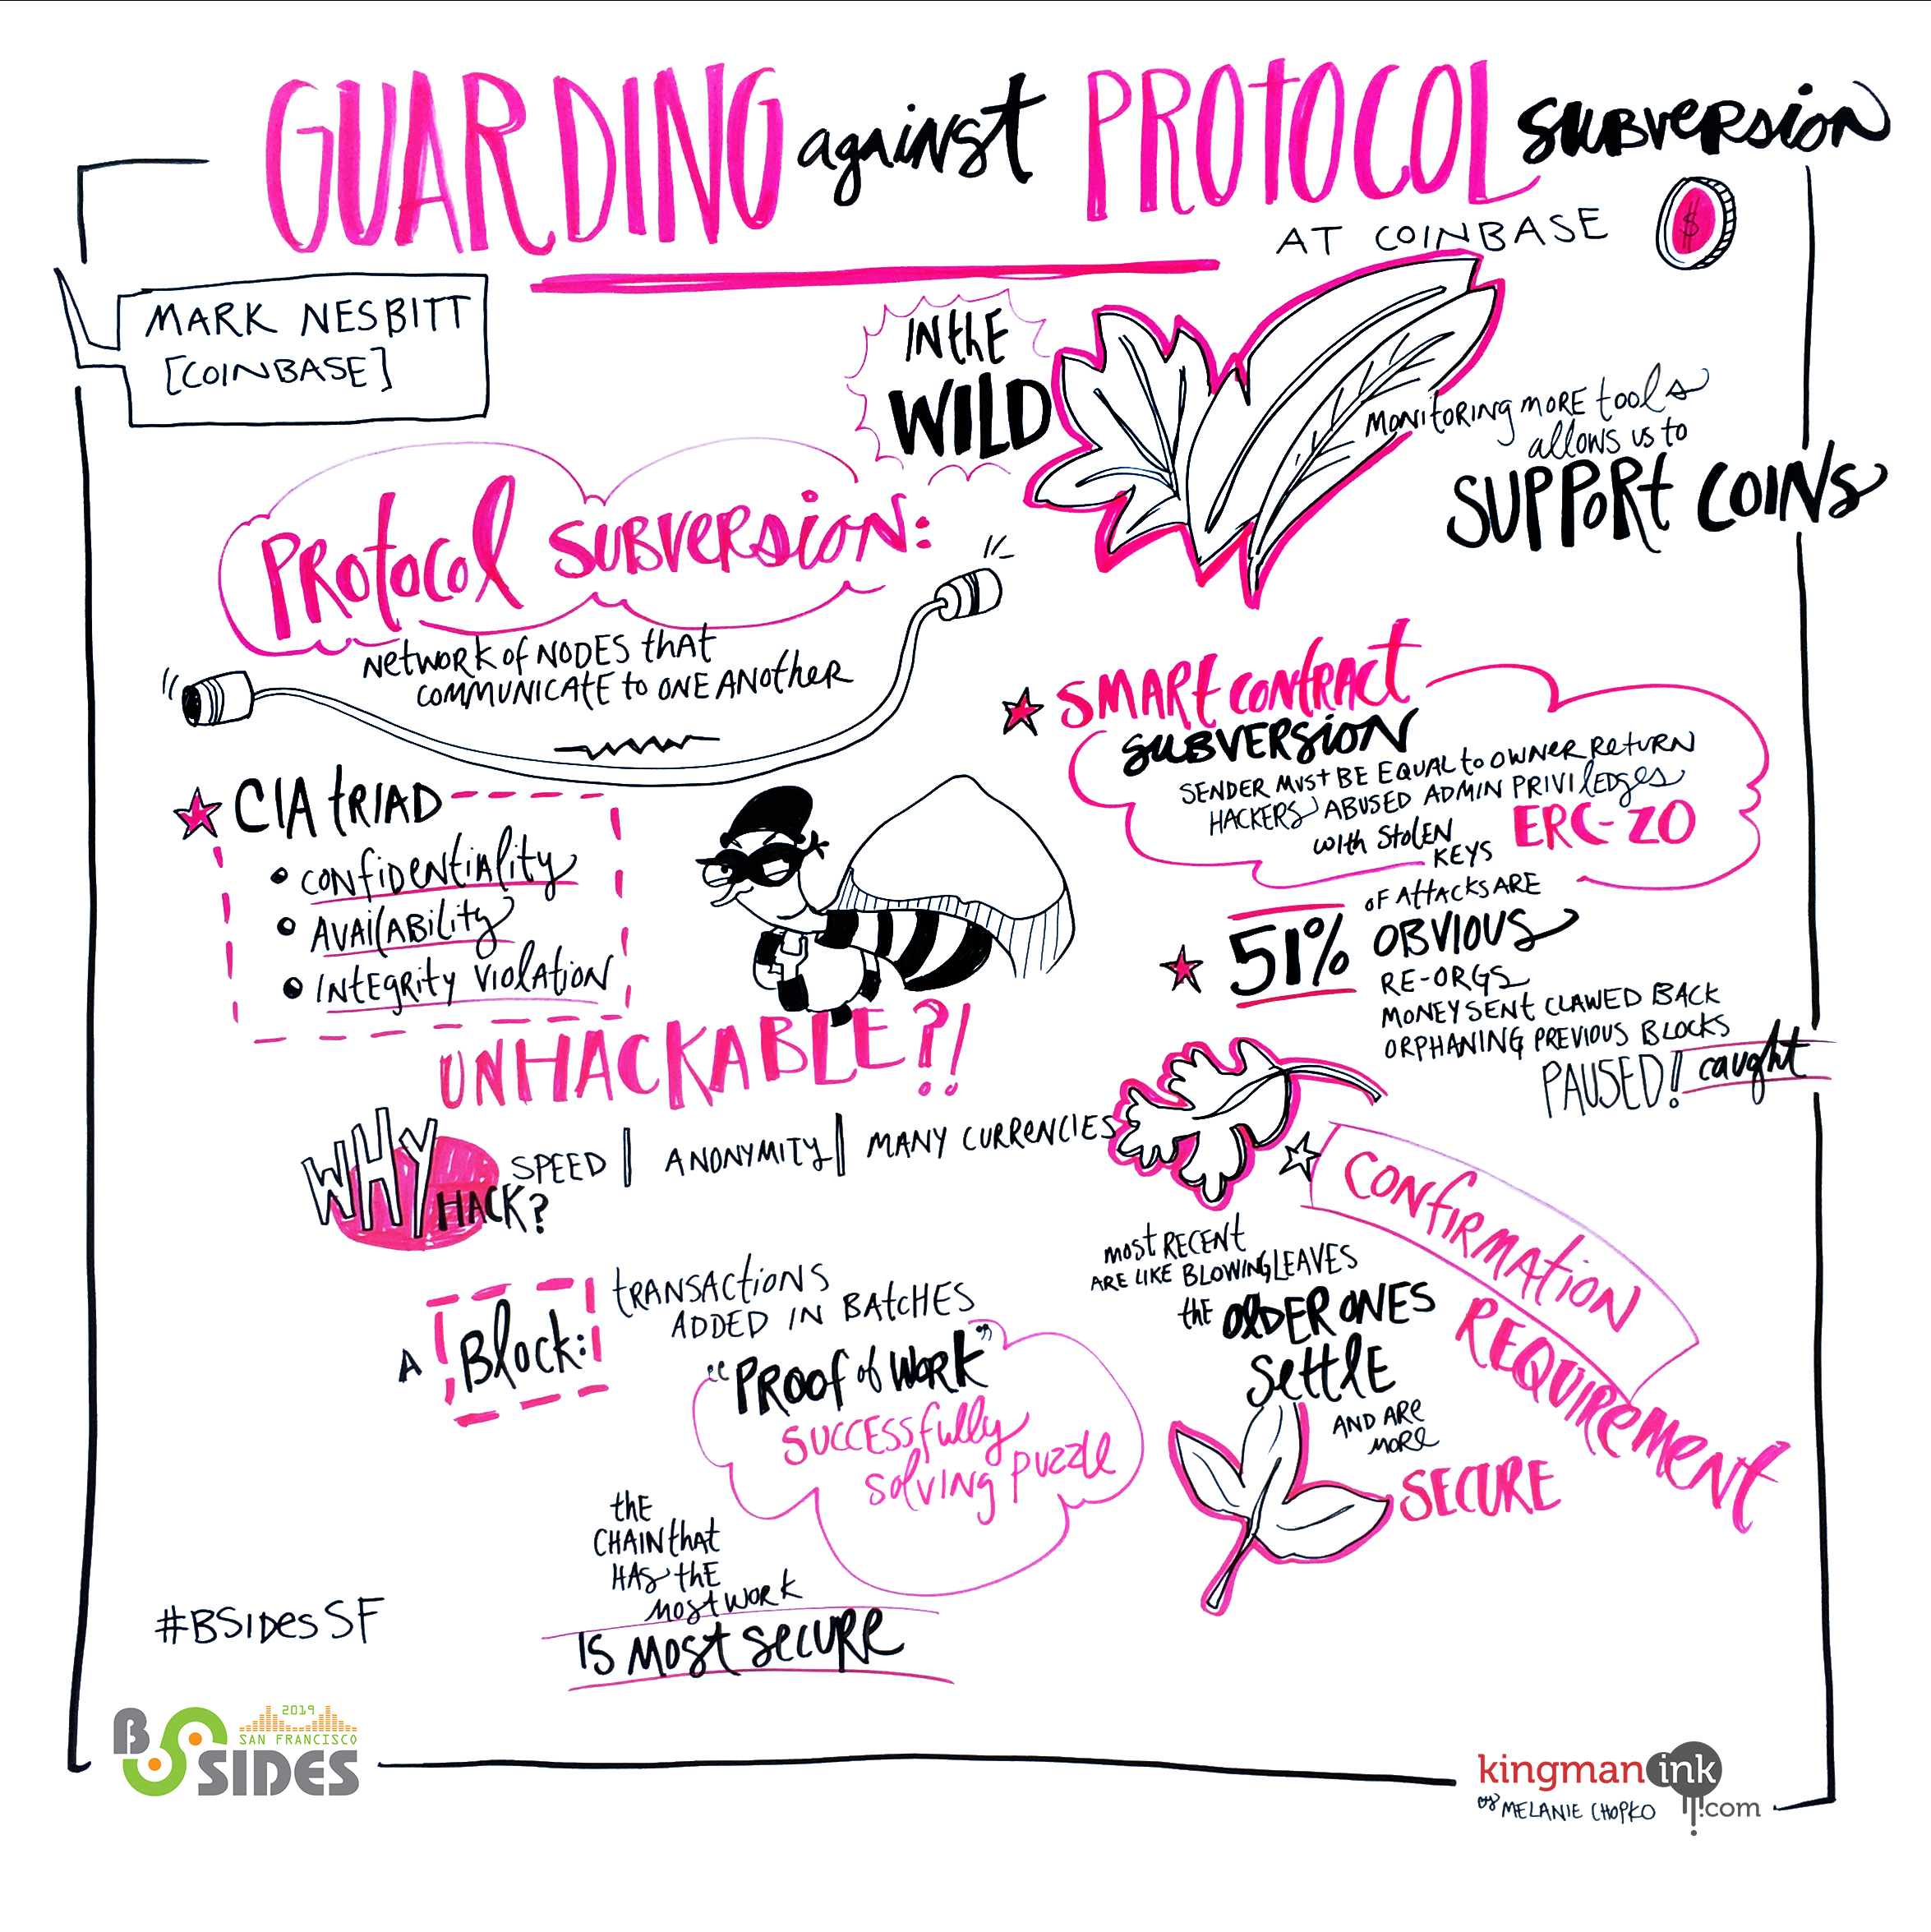 GUARDING against PROTOCOL SUBVERSION
AT COINBASE
$
MARK NESBITT
[COINBASE]
IN thE
WILD
MONITORING MORE tools
allows us to
SUPPORt COINS
PROtocol SUBVERSION:
NEtWORK of NODES thAt
COMMUNICAtE to ONE ANOthER
CIA tRIAD
• CONfIDENtIALIty
• AVAILABILIty
• INtEGRIty VIOLATION
UNHACKABLE?!
WHY
HACK?
SPEED | ANONYMITY | MANY CURRENCIES
A BLOCK:
tRANSACtIONS
ADDED IN BAtCHES
"PROOf of WORK"
SUCCESSfully
solving puzzle
thE
CHAIN that
HAS thE
MOSt WORK
IS MOSt SECURE
SMARt CONtRACt
SUBVERSION
SENDER MUSt BE EQUAL to OWNER RETURN
HACKERS ABUSED ADMIN PRIVILEDGES
WITH StOLEN
KEYS
ERC-20
51%
OF AttACKS ARE
OBVIOUS
RE-ORGS
MONEY SENT CLAWED BACK
ORPHANING PREVIOUS BLOCKS
PAUSED! caught
CONfIRMAtION
REQUIREMENt
MOSt RECENT
ARE LIKE BLOWING LEAVES
thE OLDER ONES
SettlE
AND ARE
MORE
SECURE
#BSidesSF
BSIDES
2019
SAN FRANCISCO
kingman ink
.com
by MELANIE CHOPKO